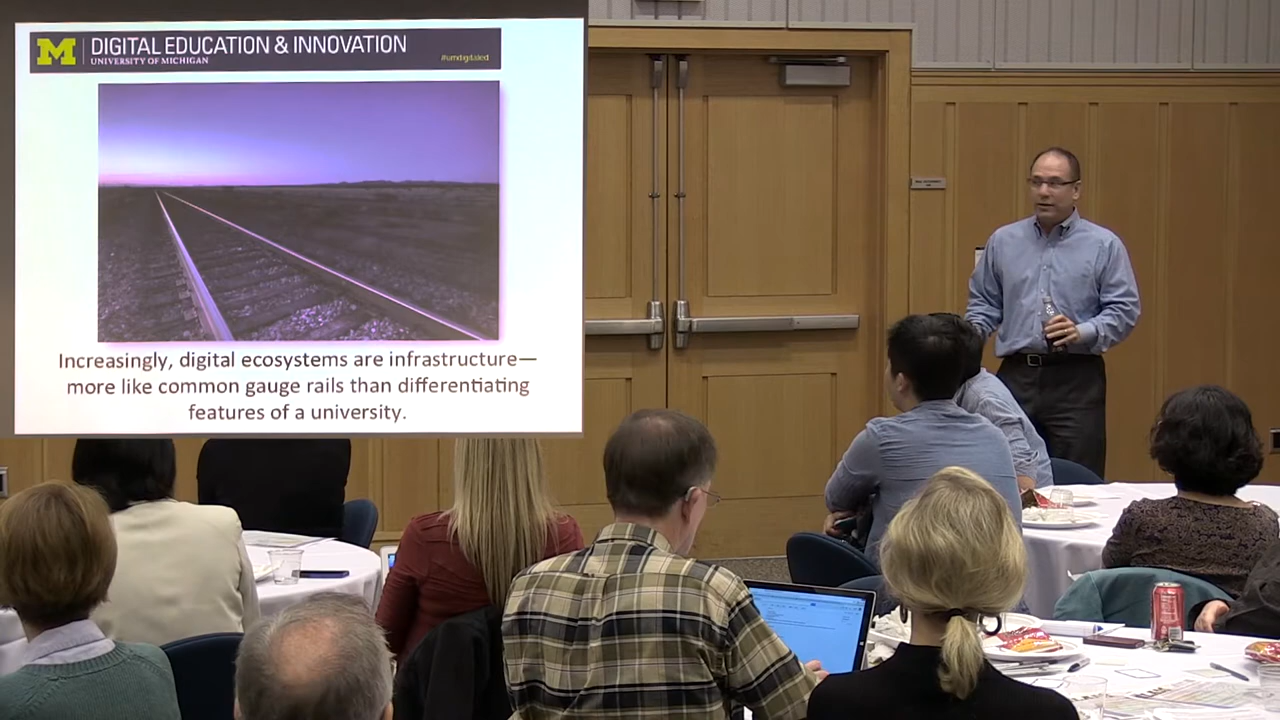 M DIGITAL EDUCATION & INNOVATION
UNIVERSITY OF MICHIGAN
#umdigitaled
Increasingly, digital ecosystems are infrastructure—
more like common gauge rails than differentiating
features of a university.